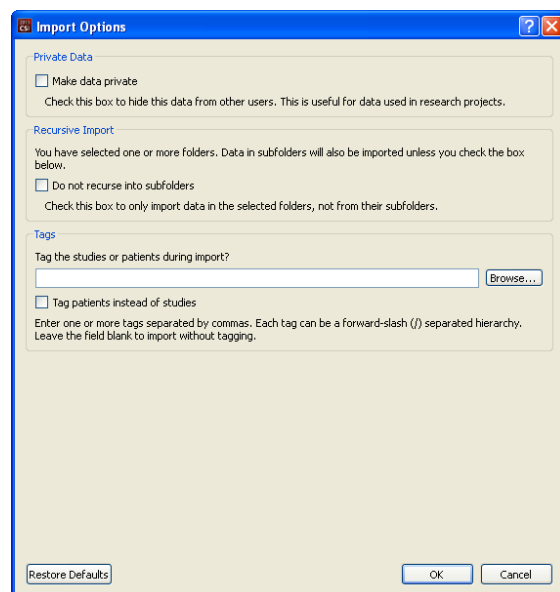 Import Options
Private Data
Make data private
Check this box to hide this data from other users. This is useful for data used in research projects.
Recursive Import
You have selected one or more folders. Data in subfolders will also be imported unless you check the box
below.
Do not recurse into subfolders
Check this box to only import data in the selected folders, not from their subfolders.
Tags
Tag the studies or patients during import?
Browse...
Tag patients instead of studies
Enter one or more tags separated by commas. Each tag can be a forward-slash (/) separated hierarchy.
Leave the field blank to import without tagging.
Restore Defaults
OK
Cancel